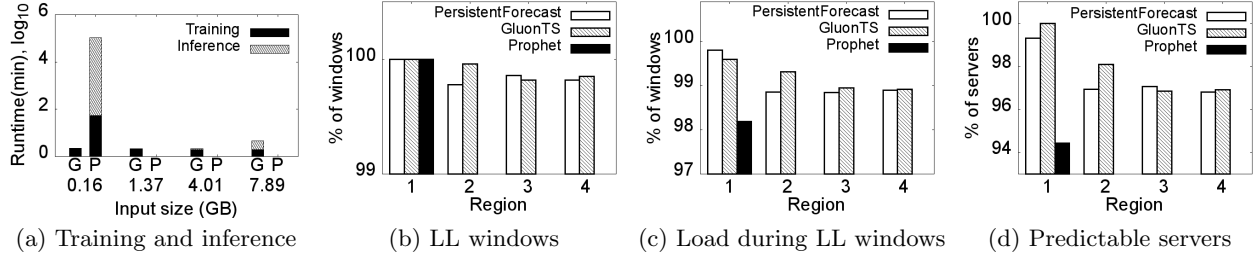 Runtime(min), log10
6
4
2
0
Training
Inference
G P G P G P G P
0.16 1.37 4.01 7.89
Input size (GB)
(a) Training and inference
% of windows
100
99
PersistentForecast
GluonTS
Prophet
1 2 3 4
Region
(b) LL windows
% of windows
100
99
98
97
PersistentForecast
GluonTS
Prophet
1 2 3 4
Region
(c) Load during LL windows
% of servers
100
98
96
94
PersistentForecast
GluonTS
Prophet
1 2 3 4
Region
(d) Predictable servers